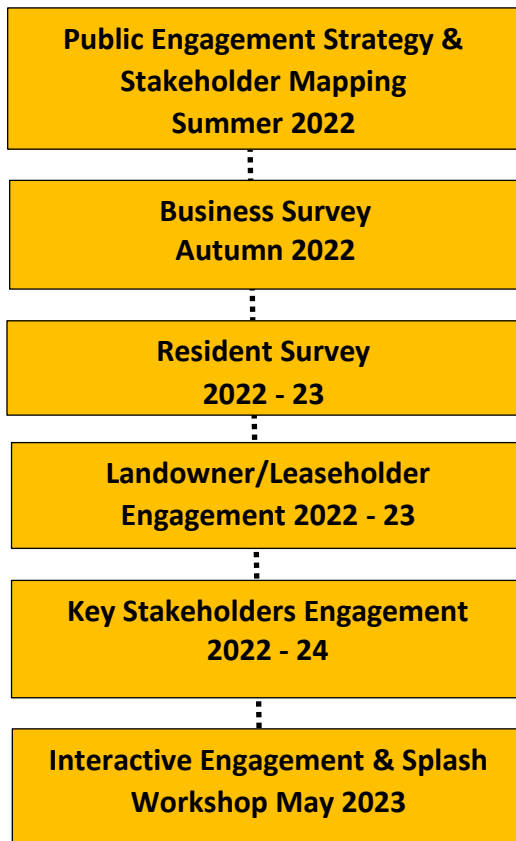 Public Engagement Strategy &
Stakeholder Mapping
Summer 2022
Business Survey
Autumn 2022
Resident Survey
2022 - 23
Landowner/Leaseholder
Engagement 2022 - 23
Key Stakeholders Engagement
2022 - 24
Interactive Engagement & Splash
Workshop May 2023